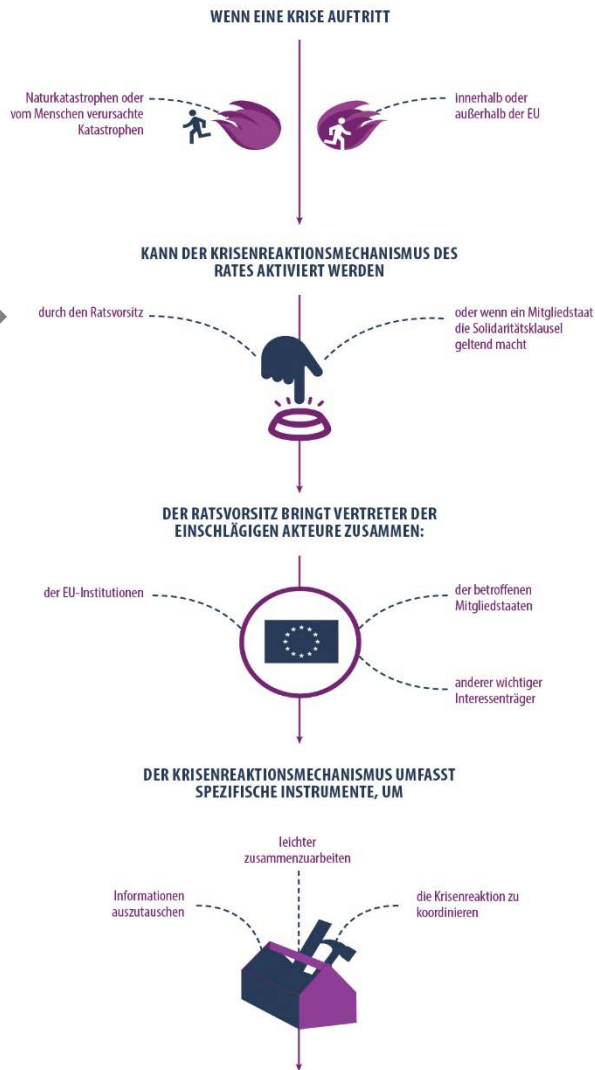 WENN EINE KRISE AUFTRITT
Naturkatastrophen oder
vom Menschen verursachte
Katastrophen
innerhalb oder
außerhalb der EU
KANN DER KRISENREAKTIONSMECHANISMUS DES
RATES AKTIVIERT WERDEN
durch den Ratsvorsitz
oder wenn ein Mitgliedstaat
die Solidaritätsklausel
geltend macht
DER RATSVORSITZ BRINGT VERTRETER DER
EINSCHLÄGIGEN AKTEURE ZUSAMMEN:
der EU-Institutionen
der betroffenen
Mitgliedstaaten
anderer wichtiger
Interessenträger
DER KRISENREAKTIONSMECHANISMUS UMFASST
SPEZIFISCHE INSTRUMENTE, UM
leichter
zusammenzuarbeiten
Informationen
auszutauschen
die Krisenreaktion zu
koordinieren